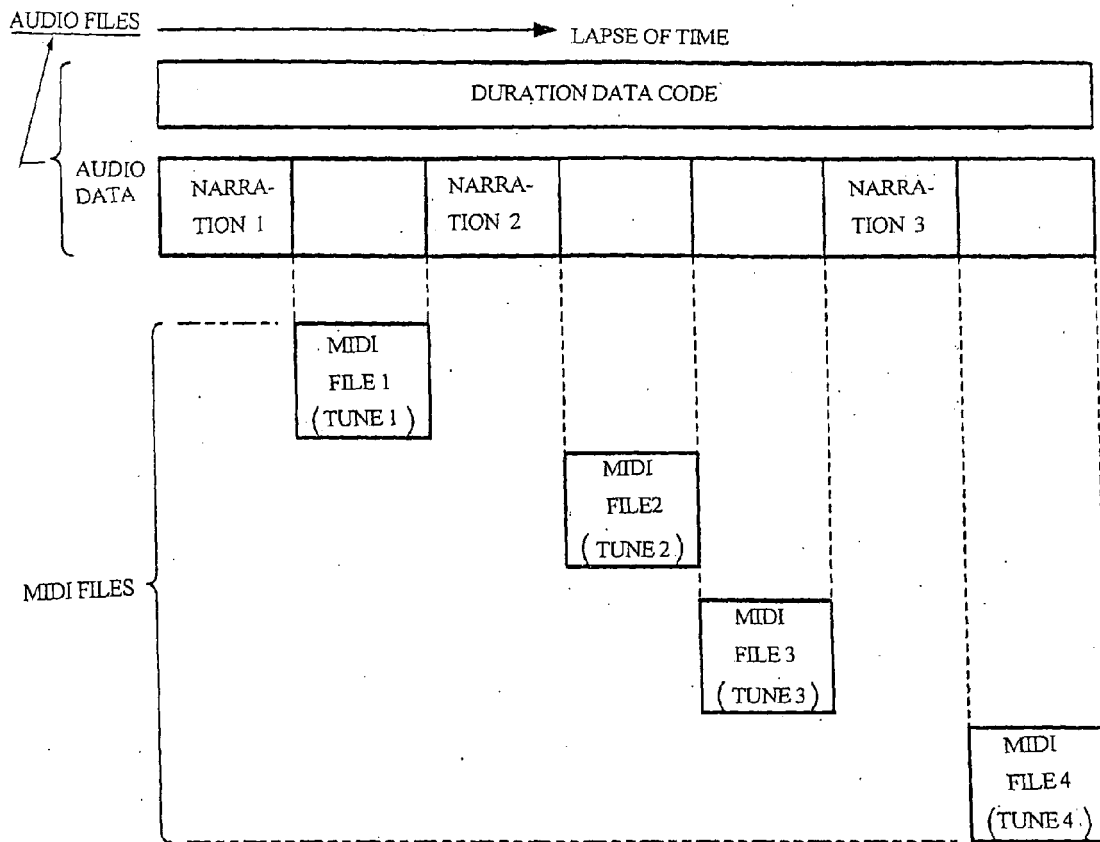 AUDIO FILES
LAPSE OF TIME
DURATION DATA CODE
AUDIO
DATA
NARRA-
TION 1
NARRA-
TION 2
NARRA-
TION 3
MIDI
FILE 1
(TUNE 1)
MIDI
FILE2
(TUNE 2)
MIDI FILES
MIDI
FILE 3
(TUNE 3)
MIDI
FILE 4
(TUNE 4)